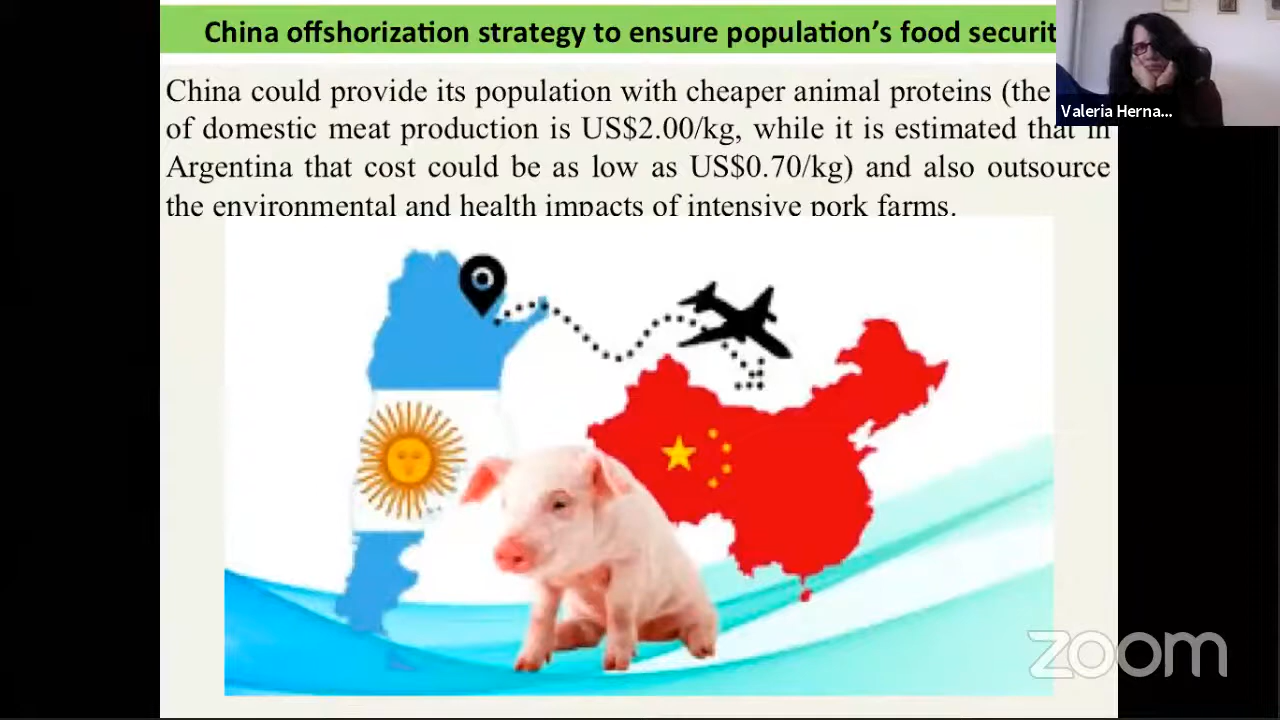 China offshorization strategy to ensure population's food securit
China could provide its population with cheaper animal proteins (the
of domestic meat production is US$2.00/kg, while it is estimated that in
Argentina that cost could be as low as US$0.70/kg) and also outsource
the environmental and health impacts of intensive pork farms.
Valeria Herna...
zoom